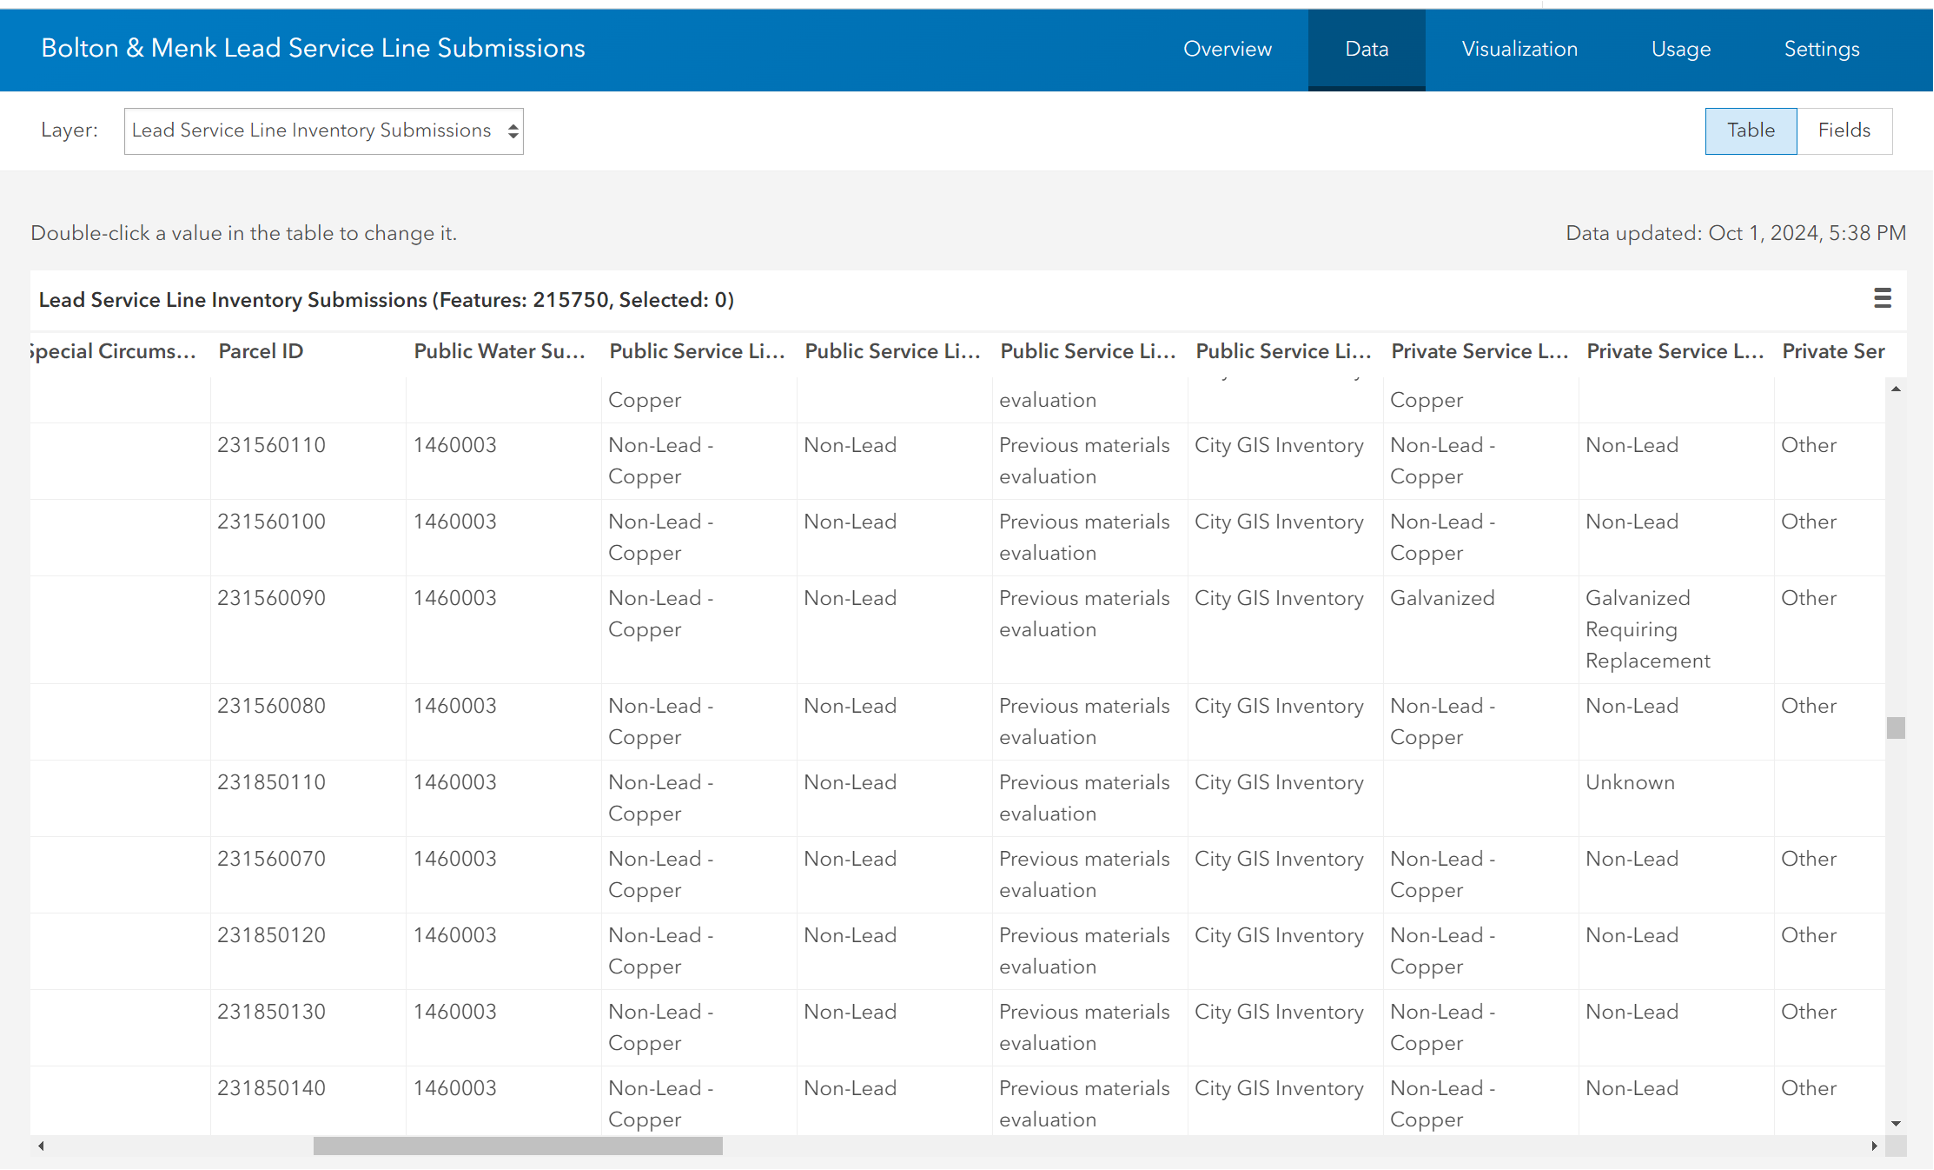 Bolton & Menk Lead Service Line Submissions
Overview
Data
Visualization
Usage
Settings
Layer:
Lead Service Line Inventory Submissions
Table
Fields
Double-click a value in the table to change it.
Data updated: Oct 1, 2024, 5:38 PM
Lead Service Line Inventory Submissions (Features: 215750, Selected: 0)
Special Circums... Parcel ID Public Water Su... Public Service Li... Public Service Li... Public Service Li... Public Service Li... Private Service L... Private Service L... Private Ser
Copper evaluation Copper
231560110 1460003 Non-Lead - Non-Lead Previous materials City GIS Inventory Non-Lead - Non-Lead Other
Copper evaluation Copper
231560100 1460003 Non-Lead - Non-Lead Previous materials City GIS Inventory Non-Lead - Non-Lead Other
Copper evaluation Copper
231560090 1460003 Non-Lead - Non-Lead Previous materials City GIS Inventory Galvanized Galvanized Other
Copper evaluation Requiring
Replacement
231560080 1460003 Non-Lead - Non-Lead Previous materials City GIS Inventory Non-Lead - Non-Lead Other
Copper evaluation Copper
231850110 1460003 Non-Lead - Non-Lead Previous materials City GIS Inventory Unknown
Copper evaluation
231560070 1460003 Non-Lead - Non-Lead Previous materials City GIS Inventory Non-Lead - Non-Lead Other
Copper evaluation Copper
231850120 1460003 Non-Lead - Non-Lead Previous materials City GIS Inventory Non-Lead - Non-Lead Other
Copper evaluation Copper
231850130 1460003 Non-Lead - Non-Lead Previous materials City GIS Inventory Non-Lead - Non-Lead Other
Copper evaluation Copper
231850140 1460003 Non-Lead - Non-Lead Previous materials City GIS Inventory Non-Lead - Non-Lead Other
Copper evaluation Copper